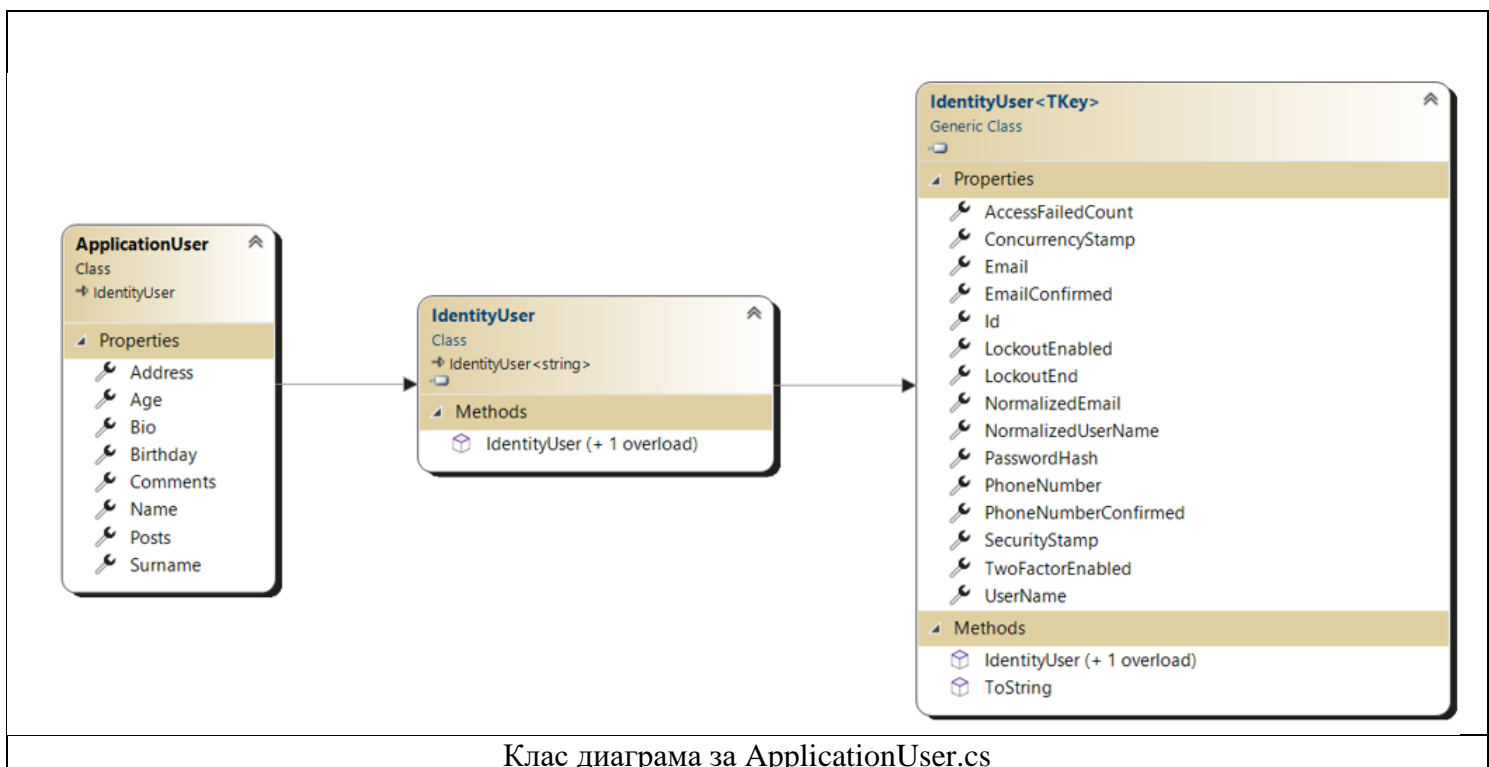 ApplicationUser
Class
IdentityUser
Properties
Address
Age
Bio
Birthday
Comments
Name
Posts
Surname
IdentityUser
Class
IdentityUser<string>
Methods
IdentityUser (+ 1 overload)
IdentityUser<TKey>
Generic Class
Properties
AccessFailedCount
ConcurrencyStamp
Email
EmailConfirmed
Id
LockoutEnabled
LockoutEnd
NormalizedEmail
NormalizedUserName
PasswordHash
PhoneNumber
PhoneNumberConfirmed
SecurityStamp
TwoFactorEnabled
UserName
Methods
IdentityUser (+ 1 overload)
ToString
Клас диаграма за ApplicationUser.cs